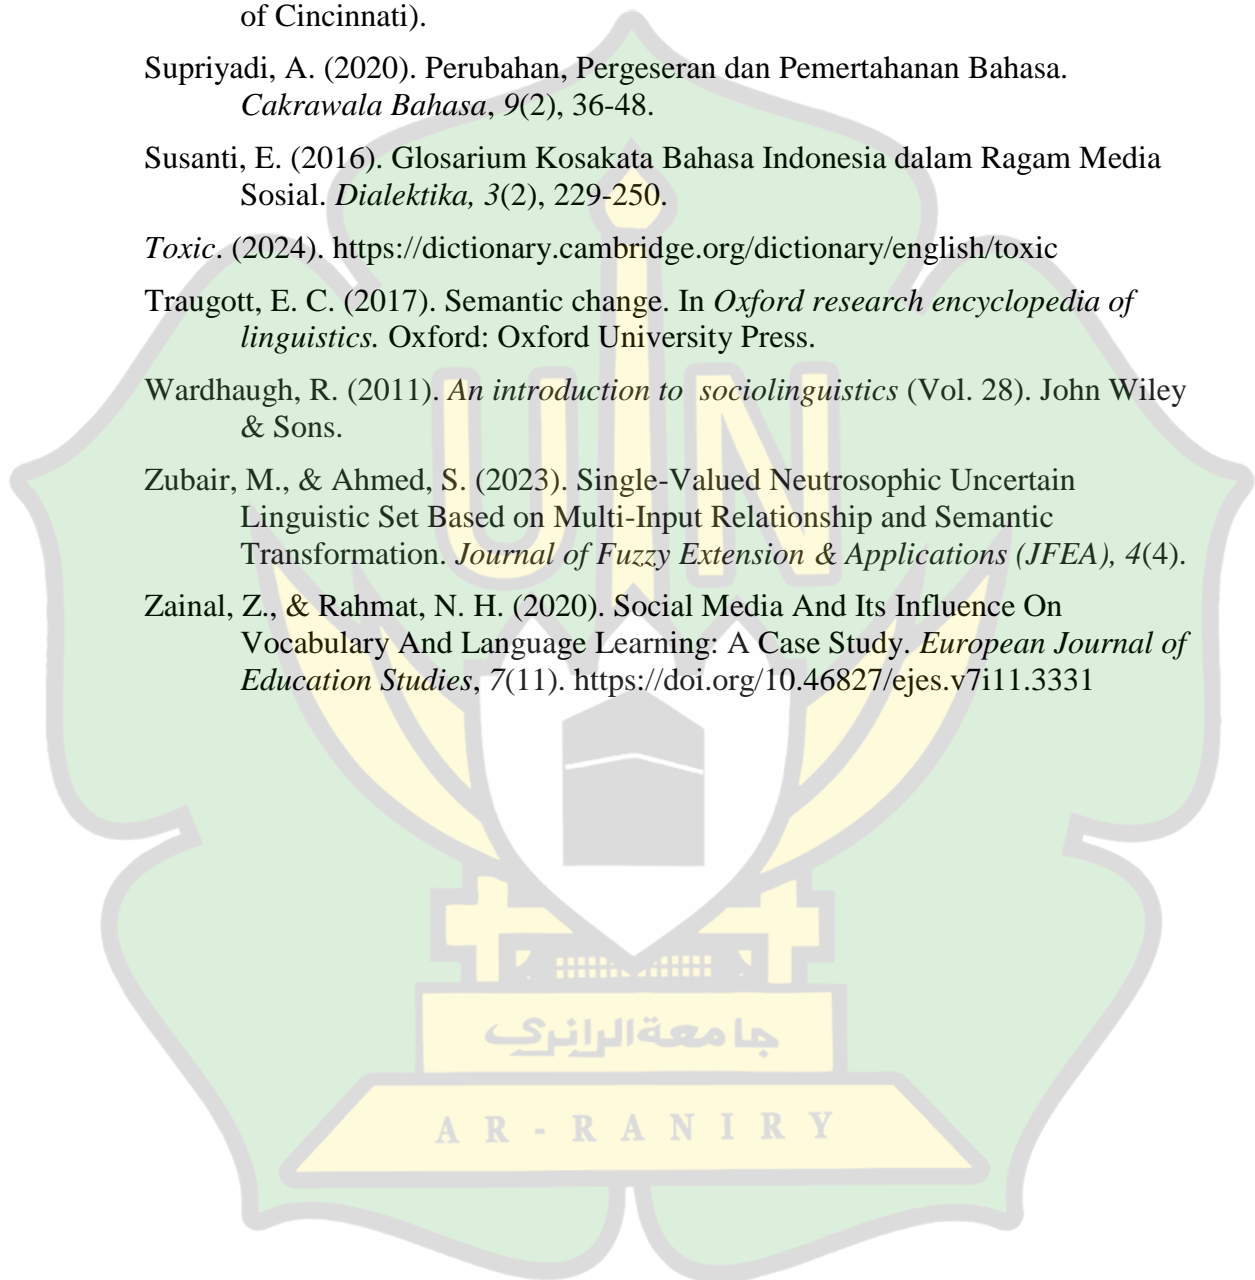 of Cincinnati).
Supriyadi, A. (2020). Perubahan, Pergeseran dan Pemertahanan Bahasa.
Cakrawala Bahasa, 9(2), 36-48.
Susanti, E. (2016). Glosarium Kosakata Bahasa Indonesia dalam Ragam Media
Sosial. Dialektika, 3(2), 229-250.
Toxic. (2024). https://dictionary.cambridge.org/dictionary/english/toxic
Traugott, E. C. (2017). Semantic change. In Oxford research encyclopedia of
linguistics. Oxford: Oxford University Press.
Wardhaugh, R. (2011). An introduction to sociolinguistics (Vol. 28). John Wiley
& Sons.
Zubair, M., & Ahmed, S. (2023). Single-Valued Neutrosophic Uncertain
Linguistic Set Based on Multi-Input Relationship and Semantic
Transformation. Journal of Fuzzy Extension & Applications (JFEA), 4(4).
Zainal, Z., & Rahmat, N. H. (2020). Social Media And Its Influence On
Vocabulary And Language Learning: A Case Study. European Journal of
Education Studies, 7(11). https://doi.org/10.46827/ejes.v7i11.3331
UIN
جامعةالرانري
AR-RANIRY